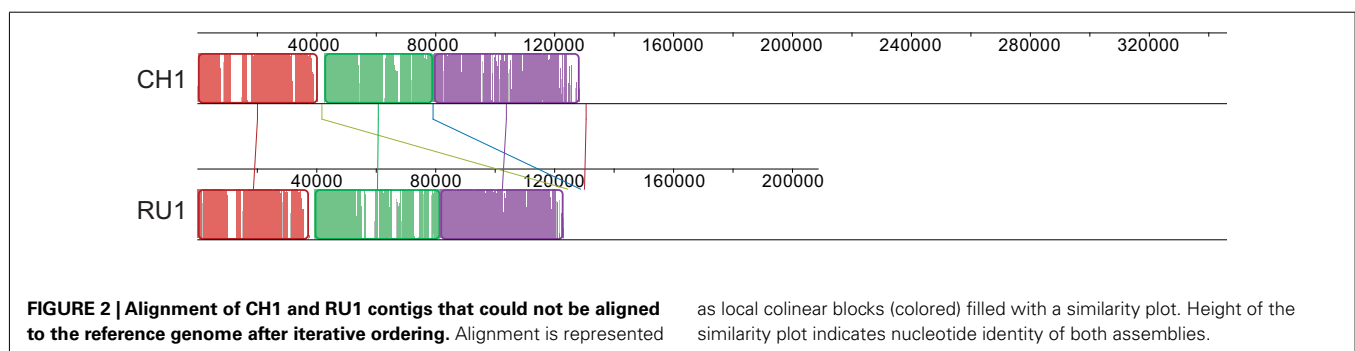 40000 80000 120000 160000 200000 240000 280000 320000
CH1
40000 80000 120000 160000 200000
RU1
FIGURE 2 | Alignment of CH1 and RU1 contigs that could not be aligned
to the reference genome after iterative ordering. Alignment is represented
as local colinear blocks (colored) filled with a similarity plot. Height of the
similarity plot indicates nucleotide identity of both assemblies.